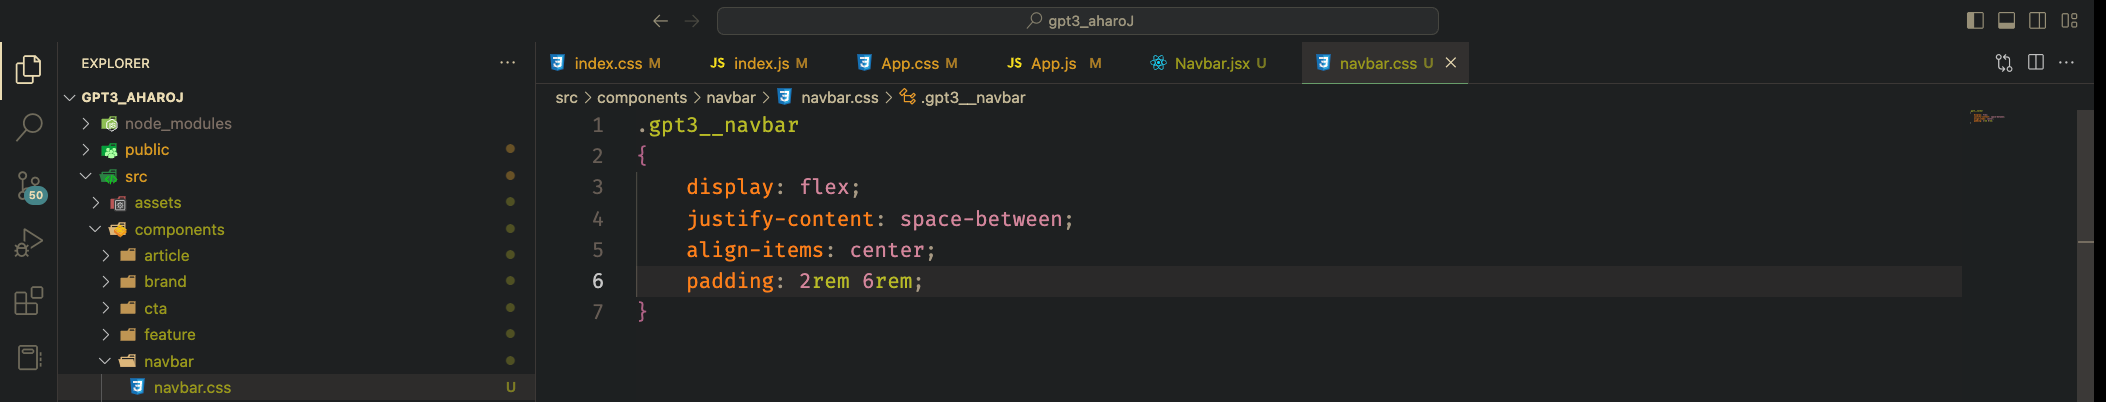 gpt3_aharoJ
EXPLORER
index.css M
JS index.js M
App.css M
JS App.js M
Navbar.jsx U
navbar.css U
GPT3_AHAROJ
src > components > navbar > navbar.css > .gpt3__navbar
node_modules
public
src
50
assets
components
article
brand
cta
feature
navbar
navbar.css U
1 .gpt3__navbar
2 {
3 display: flex;
4 justify-content: space-between;
5 align-items: center;
6 padding: 2rem 6rem;
7 }